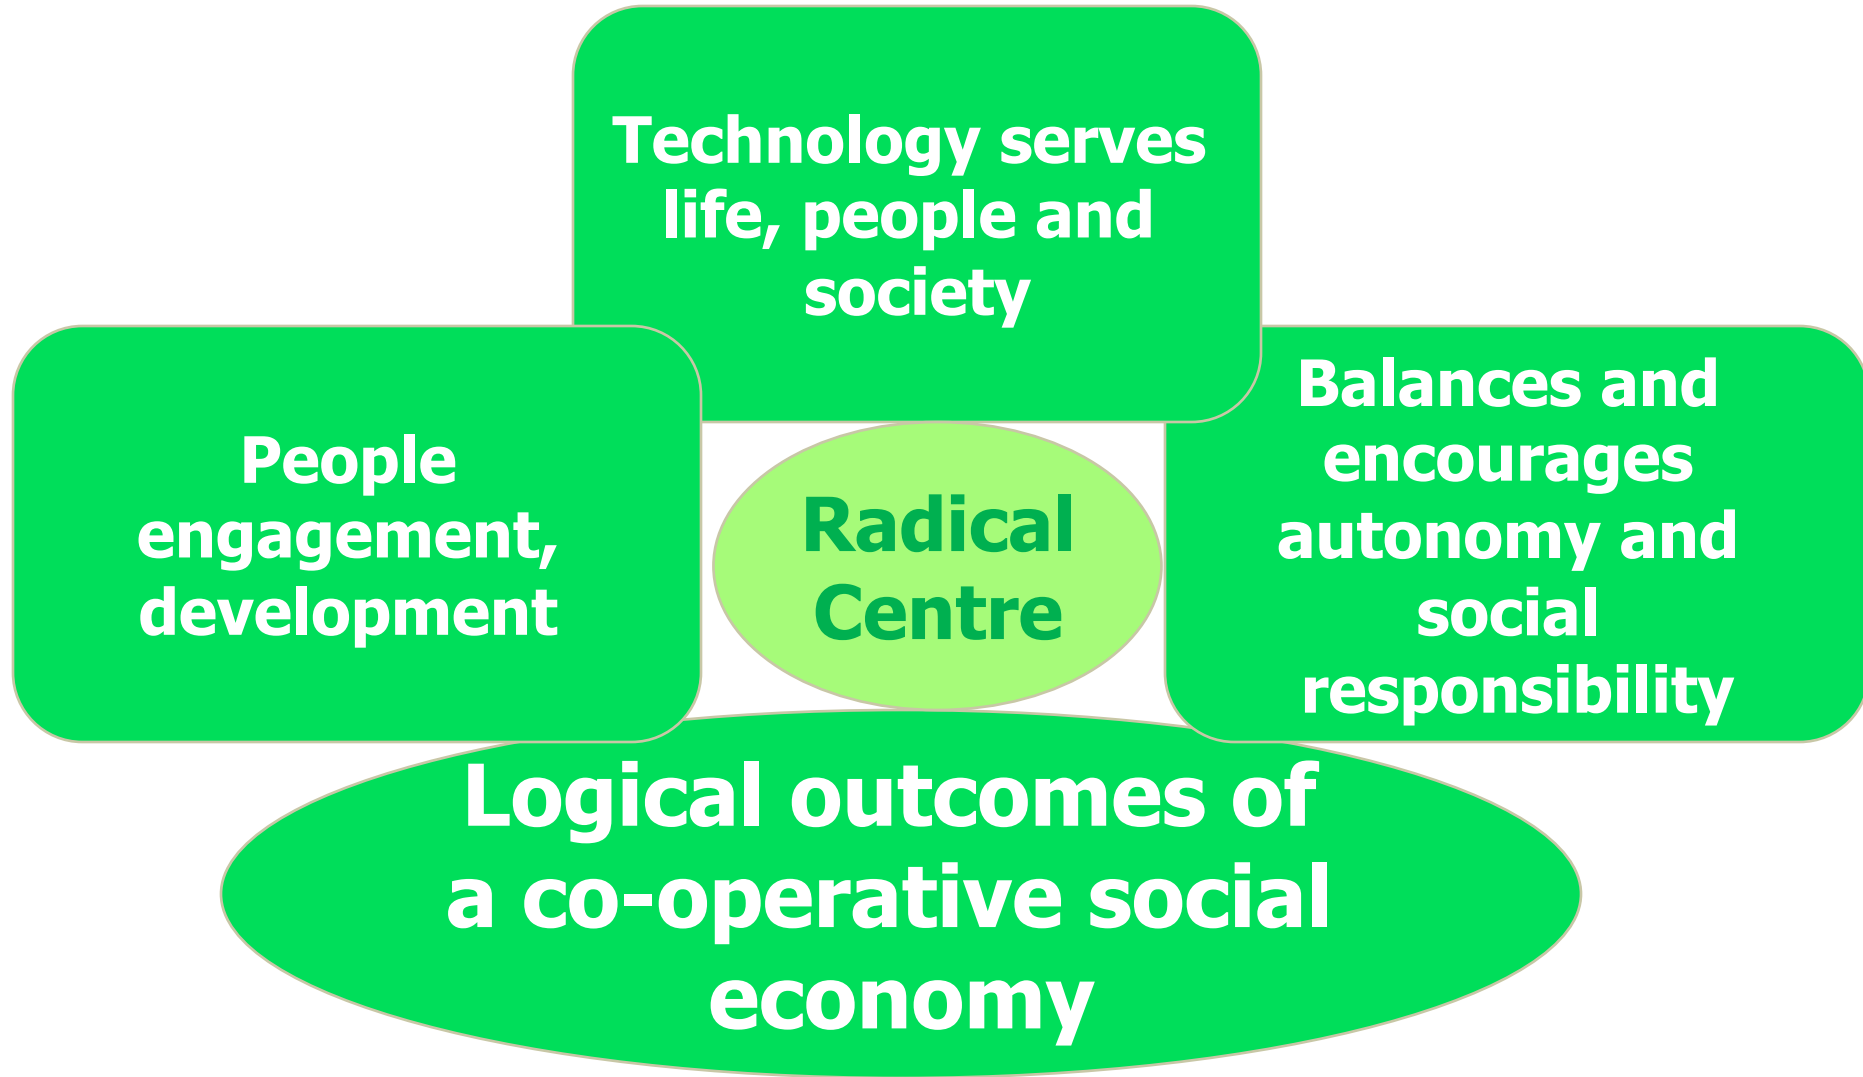 Technology serves
life, people and
society
People
engagement,
development
Radical
Centre
Balances and
encourages
autonomy and
social
responsibility
Logical outcomes of
a co-operative social
economy